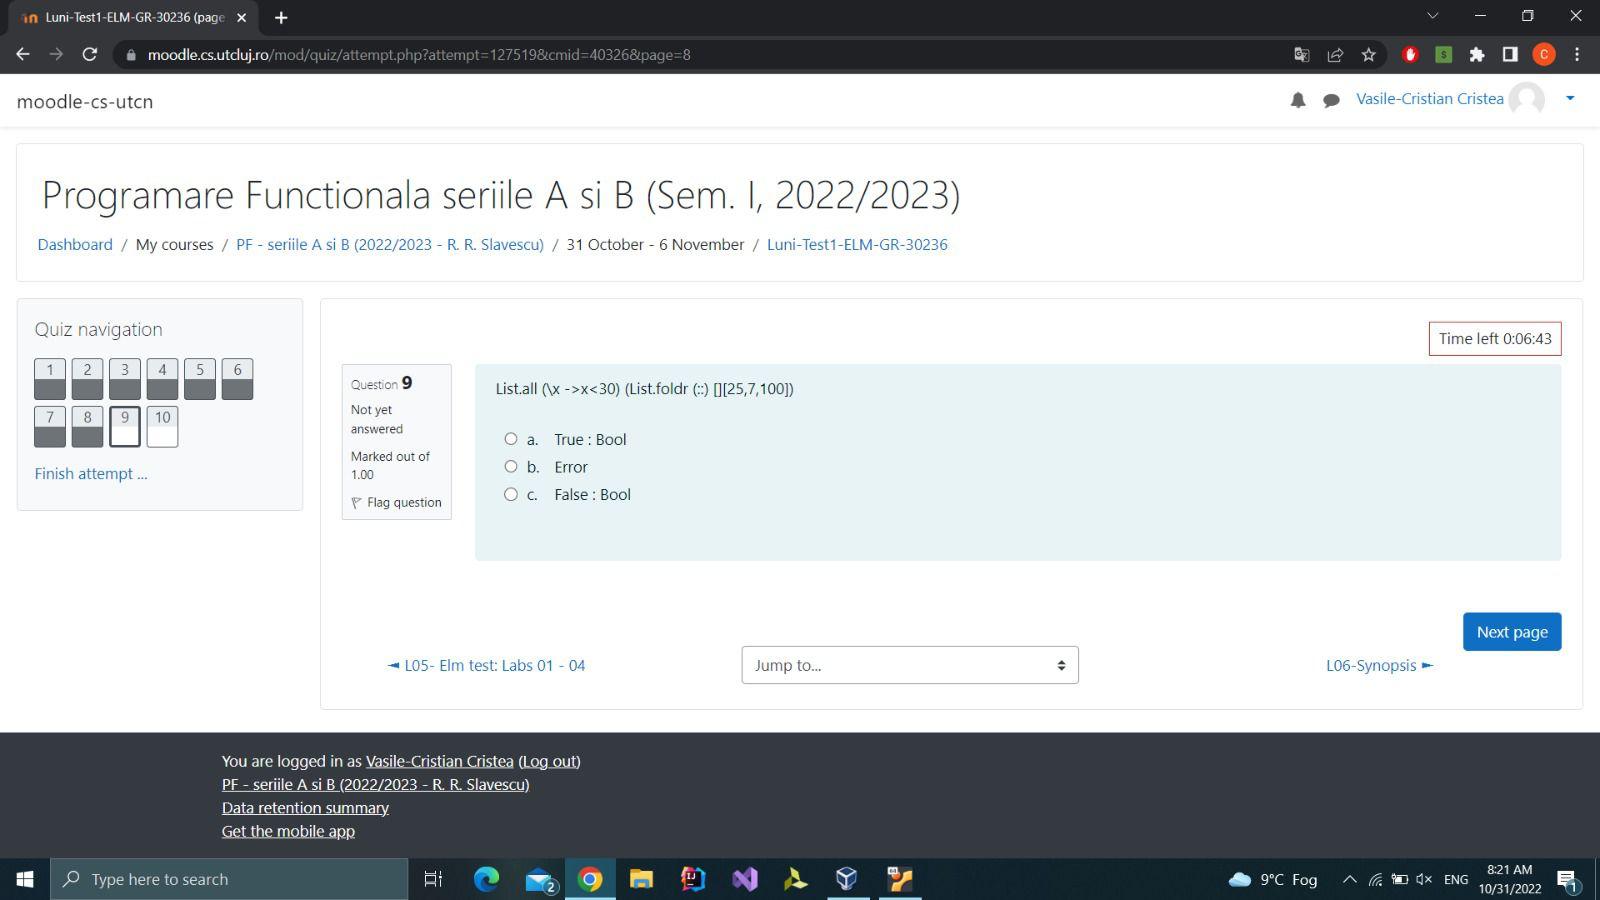 Luni-Test1-ELM-GR-30236 (page
moodle.cs.utcluj.ro/mod/quiz/attempt.php?attempt=127519&cmid=40326&page=8
moodle-cs-utcn
Vasile-Cristian Cristea
Programare Functionala seriile A si B (Sem. I, 2022/2023)
Dashboard / My courses / PF - seriile A si B (2022/2023 - R. R. Slavescu) / 31 October - 6 November / Luni-Test1-ELM-GR-30236
Quiz navigation
1 2 3 4 5 6
7 8 9 10
Finish attempt ...
Time left 0:06:43
Question 9
Not yet
answered
Marked out of
1.00
Flag question
List.all (\x ->x<30) (List.foldr (::) [][25,7,100])
a. True : Bool
b. Error
c. False : Bool
Next page
◄ L05- Elm test: Labs 01 - 04
Jump to...
L06-Synopsis ►
You are logged in as Vasile-Cristian Cristea (Log out)
PF - seriile A si B (2022/2023 - R. R. Slavescu)
Data retention summary
Get the mobile app
Type here to search
2
9°C Fog
ENG
8:21 AM
10/31/2022
1